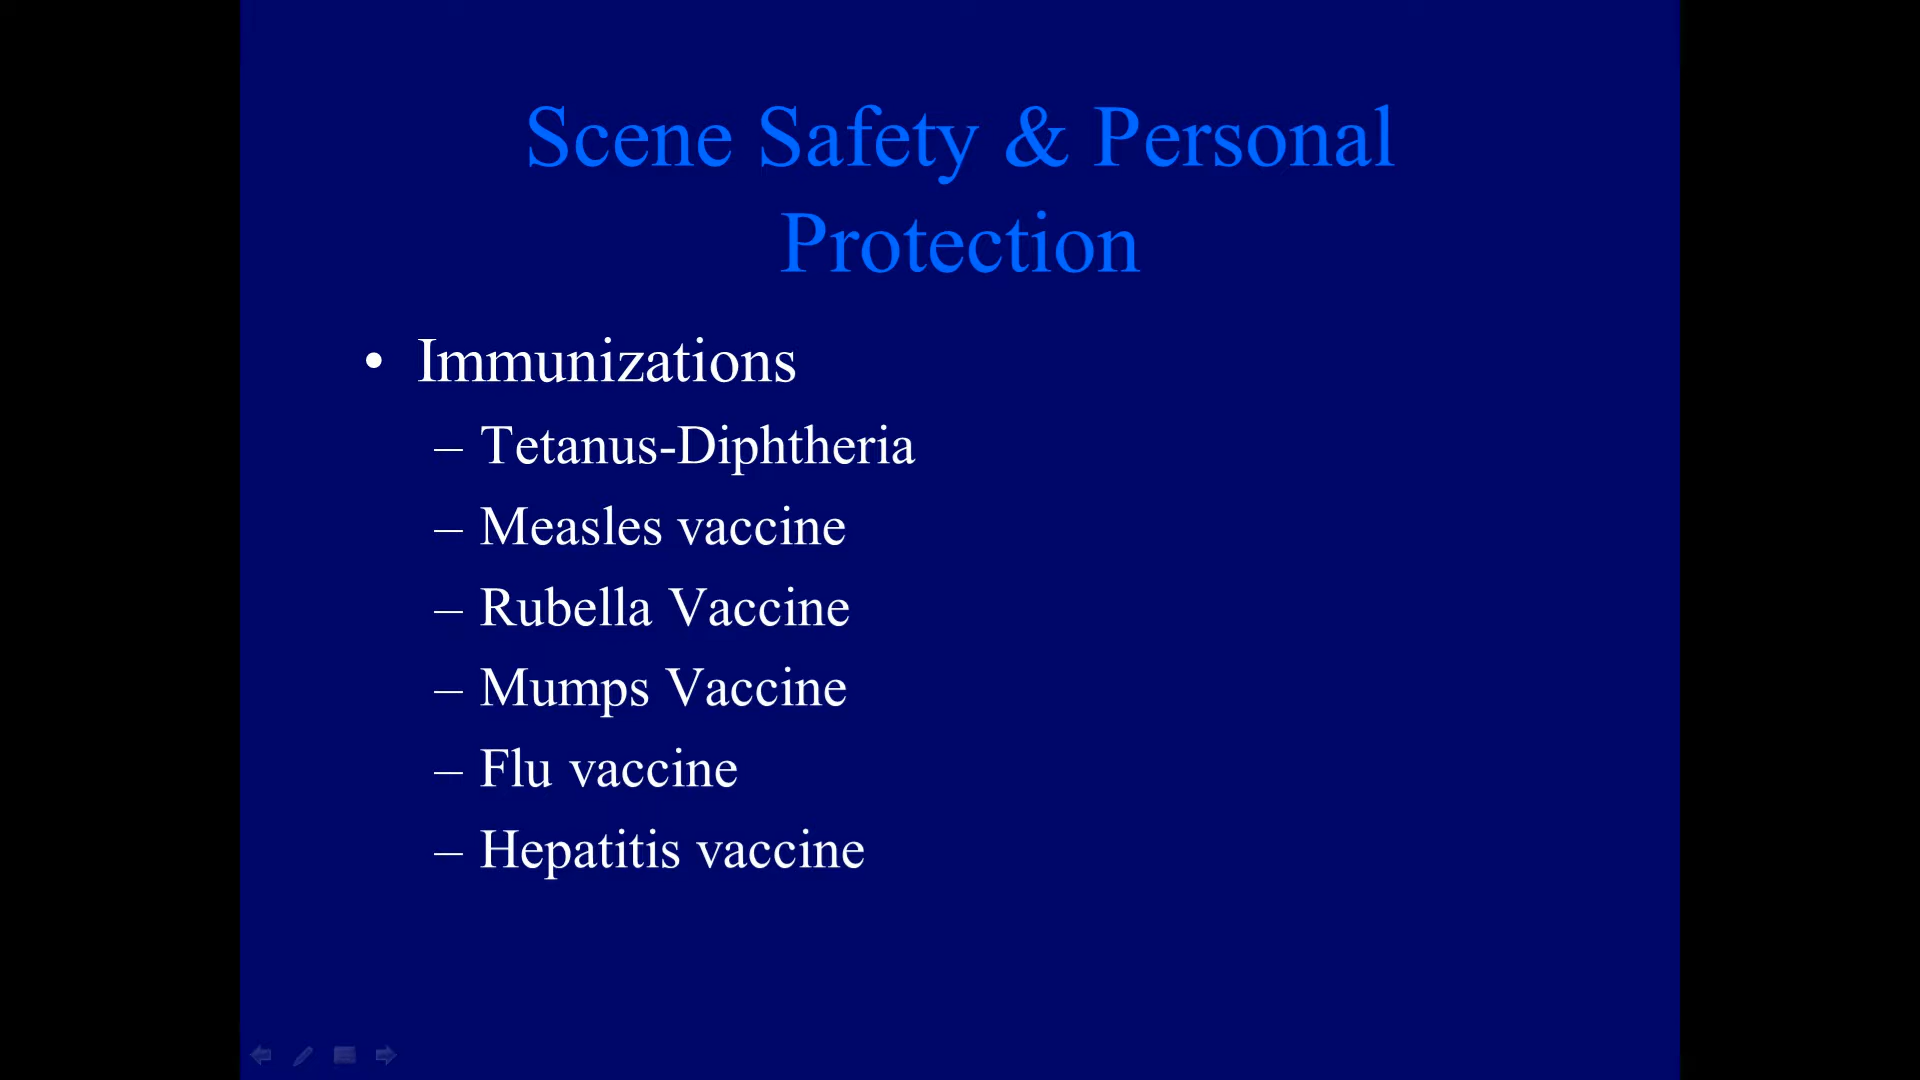 Scene Safety & Personal
Protection
• Immunizations
– Tetanus-Diphtheria
– Measles vaccine
– Rubella Vaccine
– Mumps Vaccine
– Flu vaccine
– Hepatitis vaccine